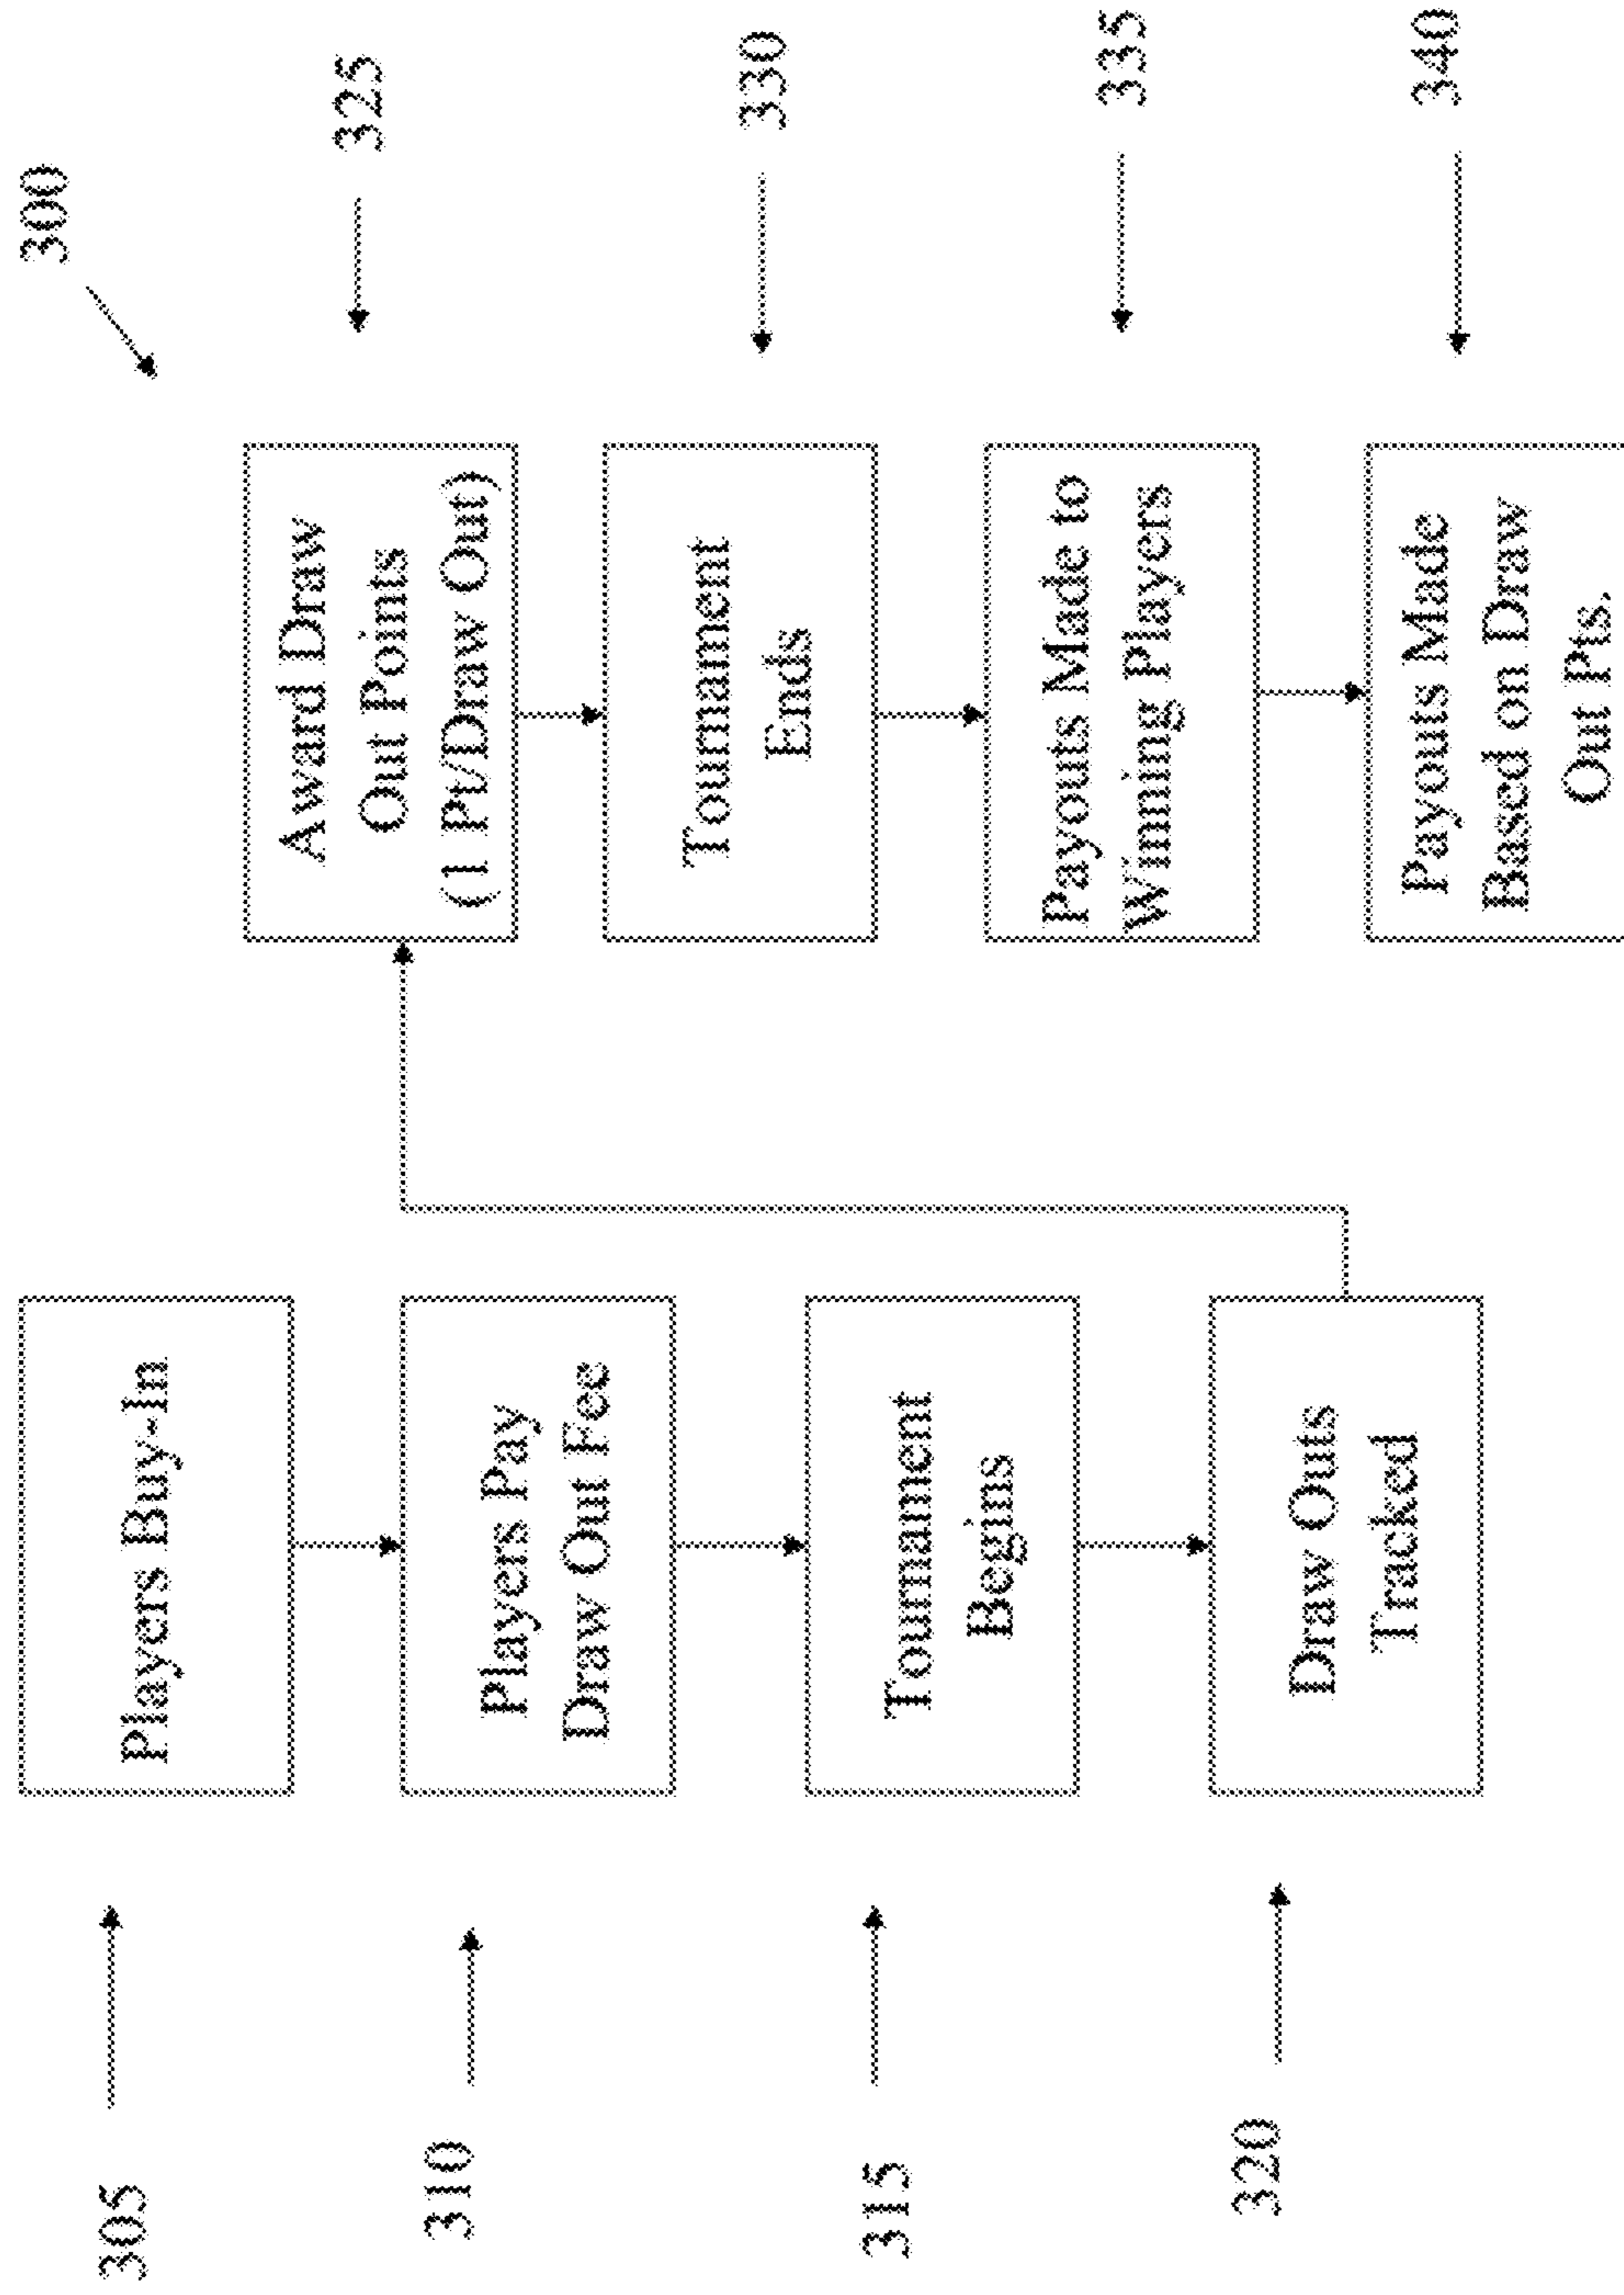 300
305
Players Buy-In
310
Players Pay
Draw Out Fee
315
Tournament
Begins
320
Draw Outs
Tracked
325
Award Draw
Out Points
(1 Pt/Draw Out)
330
Tournament
Ends
335
Payouts Made to
Winning Players
340
Payouts Made
Based on Draw
Out Pts.